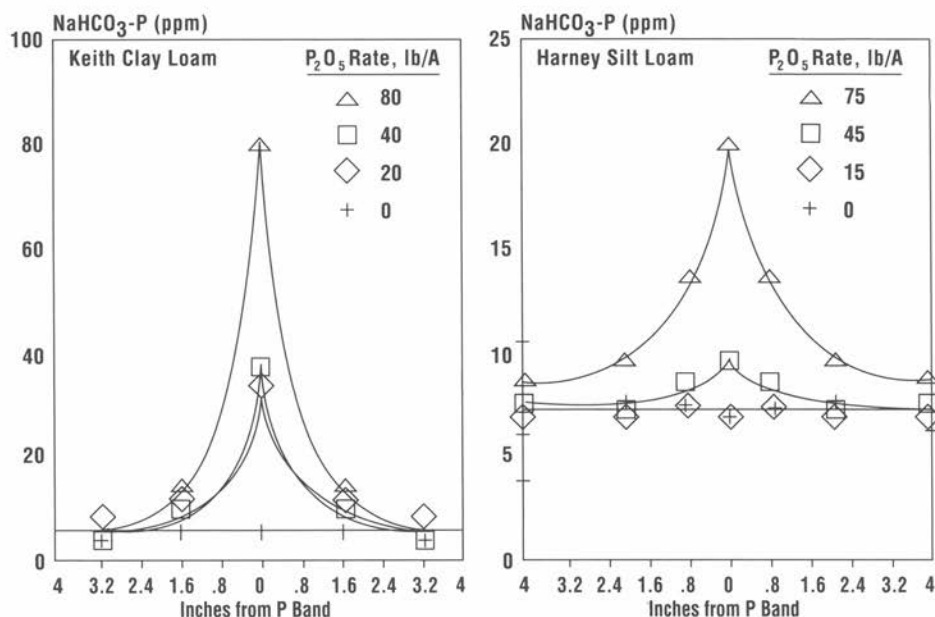 NaHCO3-P (ppm)
Keith Clay Loam
P2O5 Rate, lb/A
80
40
20
0
100
80
60
40
20
0
4 3.2 2.4 1.6 .8 0 .8 1.6 2.4 3.2 4
Inches from P Band
NaHCO3-P (ppm)
Harney Silt Loam
P2O5 Rate, lb/A
75
45
15
0
25
20
15
10
5
0
4 3.2 2.4 1.6 .8 0 .8 1.6 2.4 3.2 4
Inches from P Band